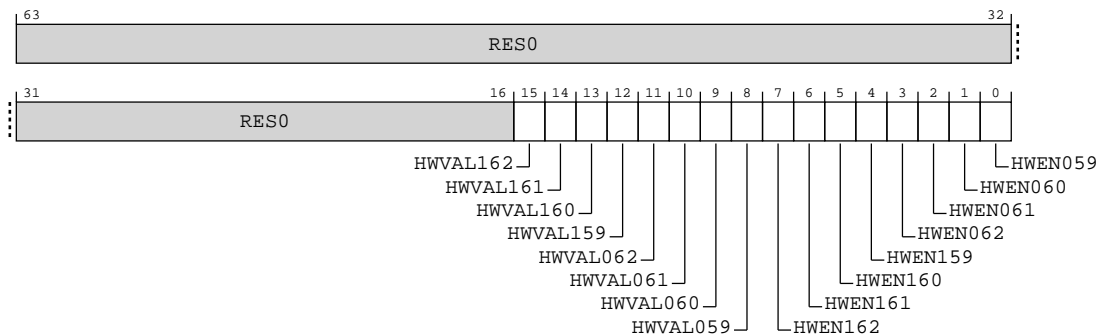 63 32
RES0
31 16 15 14 13 12 11 10 9 8 7 6 5 4 3 2 1 0
RES0
HWVAL162 HWEN059
HWVAL161 HWEN060
HWVAL160 HWEN061
HWVAL159 HWEN062
HWVAL062 HWEN159
HWVAL061 HWEN160
HWVAL060 HWEN161
HWVAL059 HWEN162